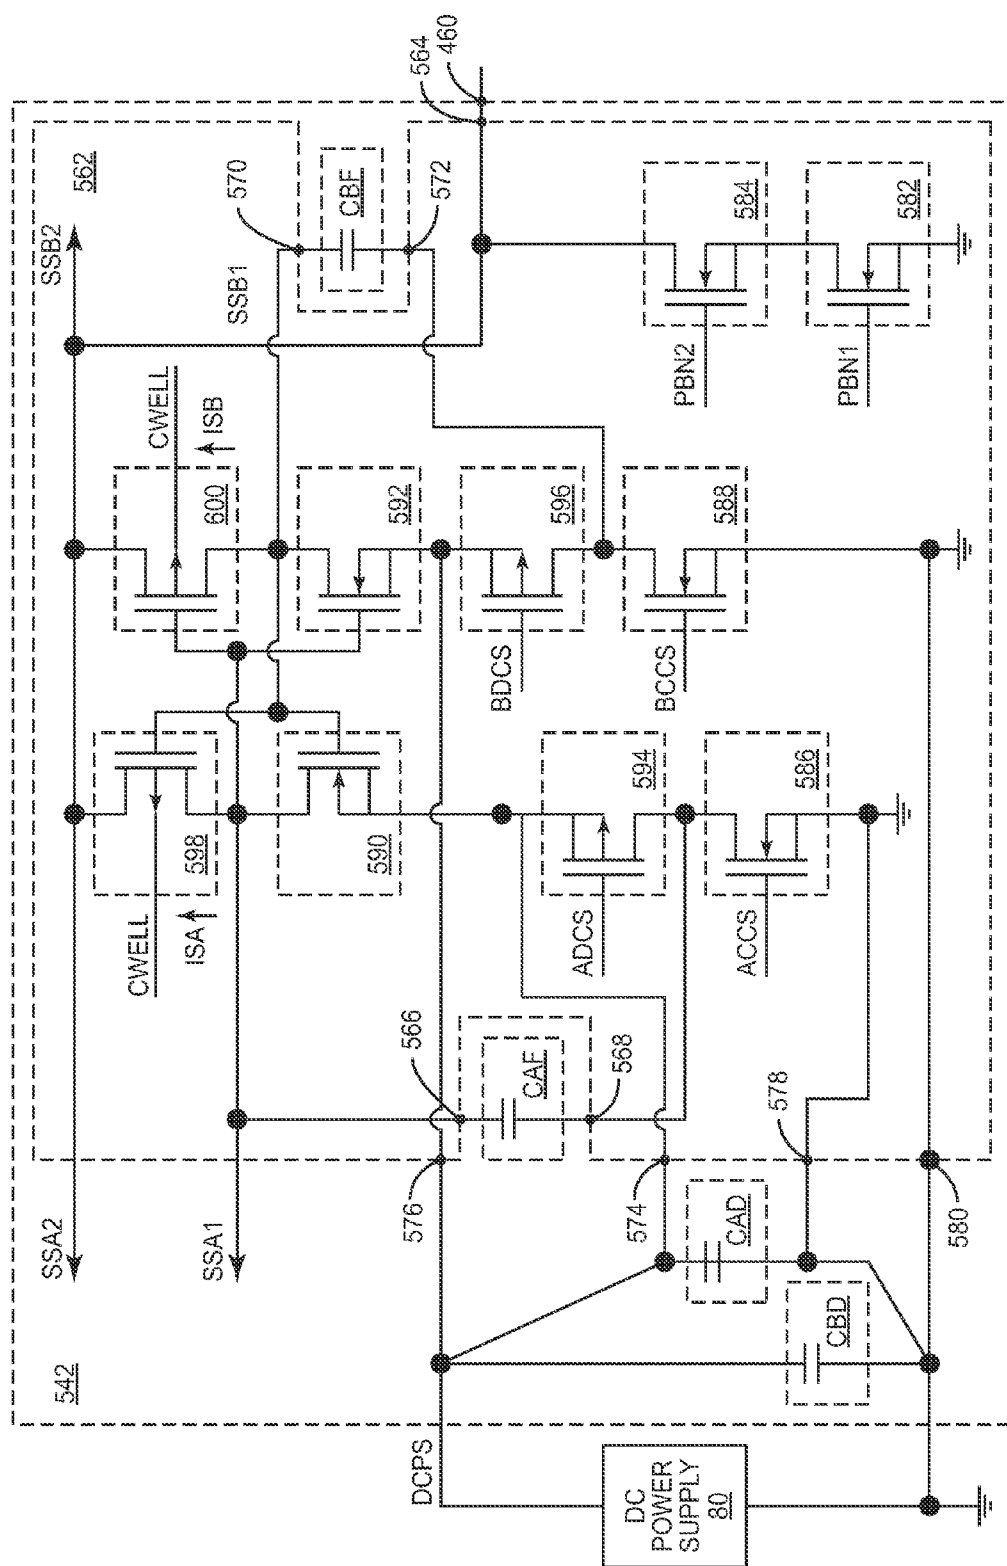 542
SSA2
SSA1
SSB2
562
CWELL
ISA
598
CWELL
ISB
600
SSB1
570
CBF
572
564
460
590
592
566
CAF
568
576
574
578
580
ADCS
594
BDCS
596
ACCS
586
BCCS
588
PBN2
584
PBN1
582
CAD
CBD
DCPS
DC
POWER
SUPPLY
80